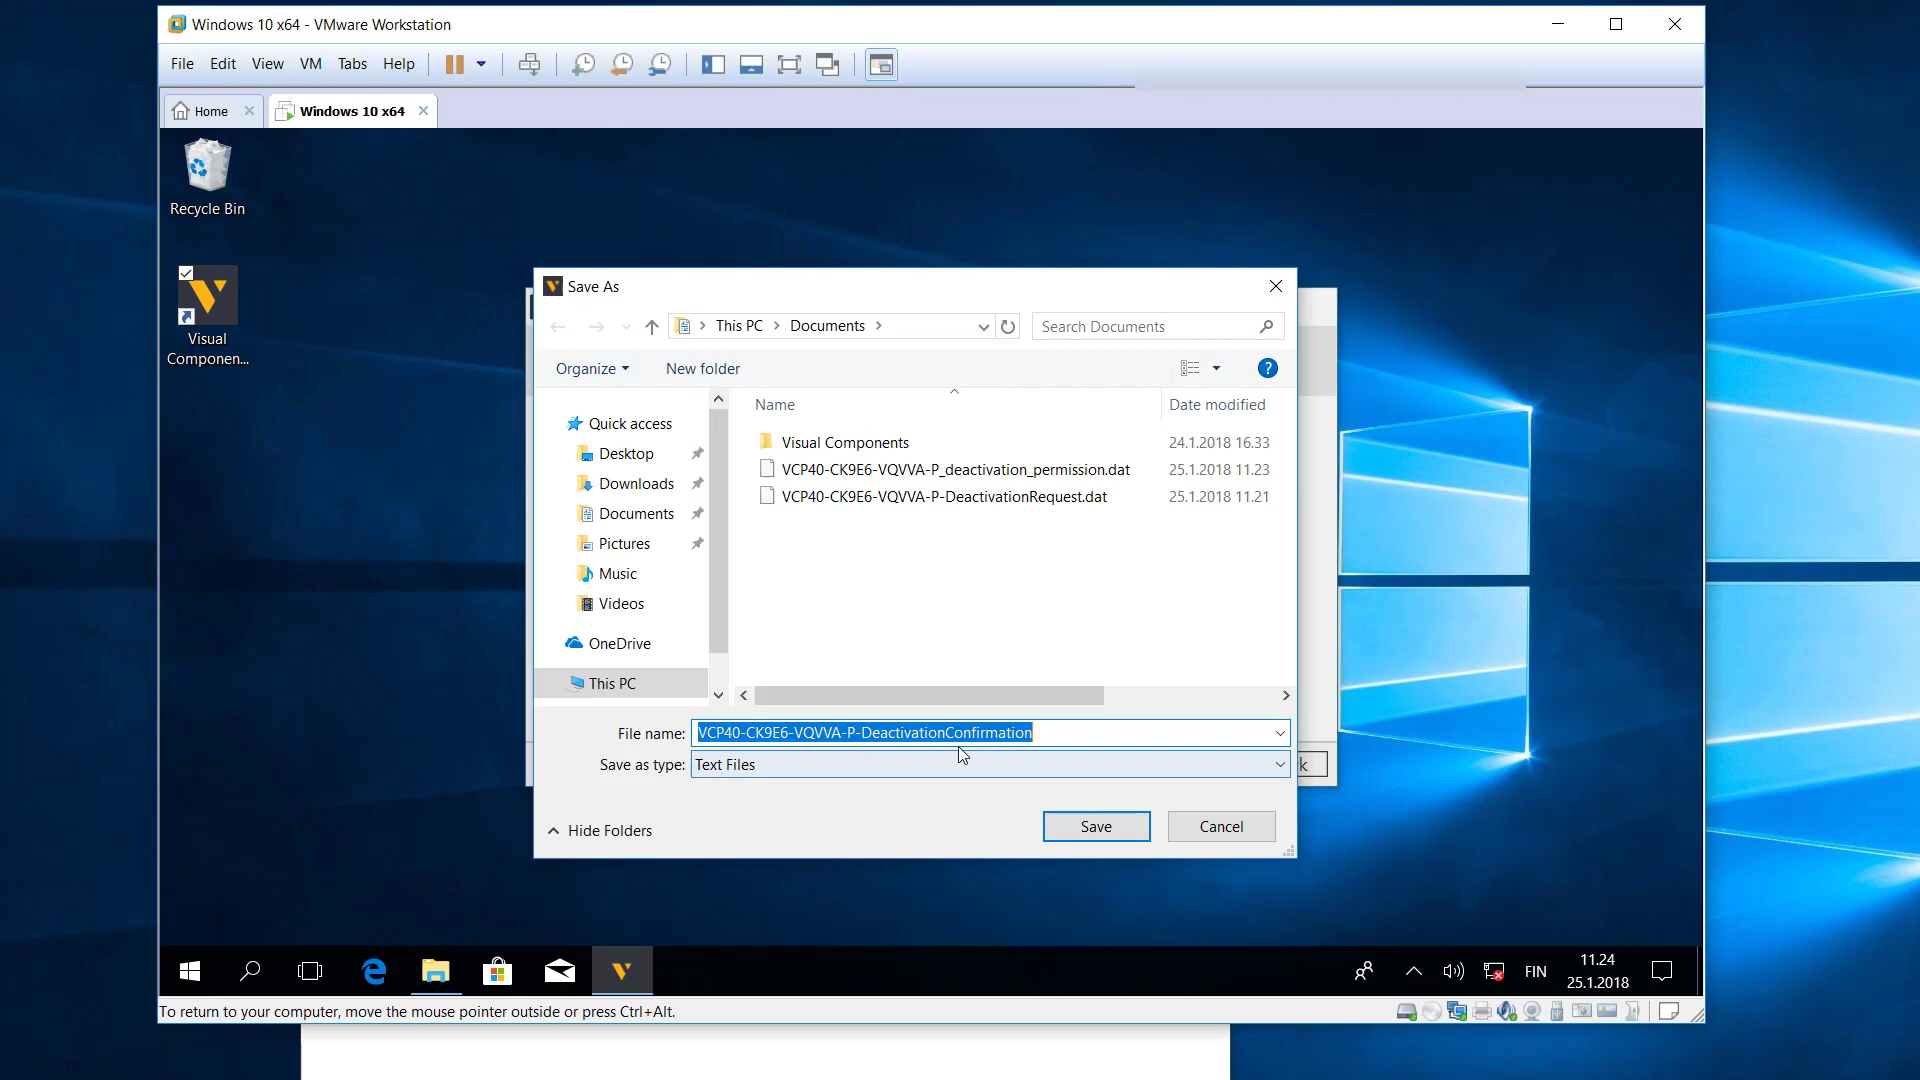 Windows 10 x64 - VMware Workstation
File Edit View VM Tabs Help
Home Windows 10 x64
Recycle Bin
Visual
Componen...
Save As
This PC Documents
Search Documents
Organize New folder
Name Date modified
Quick access
Desktop
Downloads
Documents
Pictures
Music
Videos
OneDrive
This PC
Visual Components 24.1.2018 16.33
VCP40-CK9E6-VQVVA-P_deactivation_permission.dat 25.1.2018 11.23
VCP40-CK9E6-VQVVA-P-DeactivationRequest.dat 25.1.2018 11.21
File name: VCP40-CK9E6-VQVVA-P-DeactivationConfirmation
Save as type: Text Files
k
Hide Folders Save Cancel
FIN
11.24
25.1.2018
To return to your computer, move the mouse pointer outside or press Ctrl+Alt.